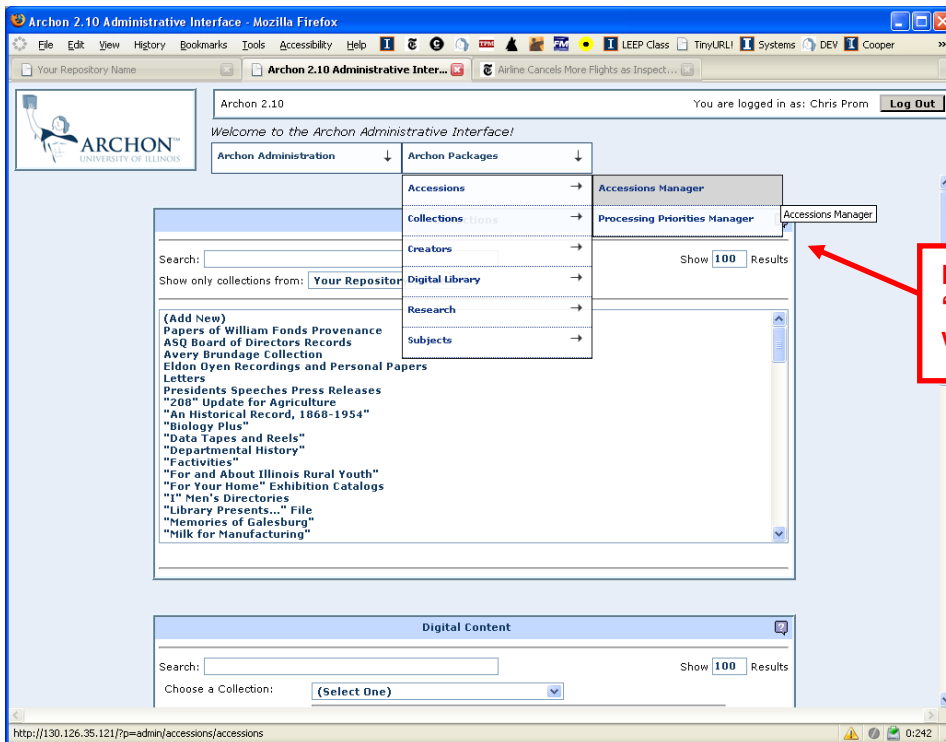 Archon 2.10 Administrative Interface - Mozilla Firefox
File Edit View History Bookmarks Tools Accessibility Help LEEP Class TinyURL! Systems DEV Cooper »
Your Repository Name Archon 2.10 Administrative Inter... Airline Cancels More Flights as Inspect...
Archon 2.10 You are logged in as: Chris Prom Log Out
ARCHON™
UNIVERSITY OF ILLINOIS
Welcome to the Archon Administrative Interface!
Archon Administration ↓ Archon Packages ↓
Accessions → Accessions Manager
Collections → Processing Priorities Manager
Accessions Manager
Creators →
Search: Show 100 Results
Digital Library →
Show only collections from: Your Repositor
Research →
Subjects →
(Add New)
Papers of William Fonds Provenance
ASQ Board of Directors Records
Avery Brundage Collection
Eldon Oyen Recordings and Personal Papers
Letters
Presidents Speeches Press Releases
"208" Update for Agriculture
"An Historical Record, 1868-1954"
"Biology Plus"
"Data Tapes and Reels"
"Departmental History"
"Factivities"
"For and About Illinois Rural Youth"
"For Your Home" Exhibition Catalogs
"I" Men's Directories
"Library Presents..." File
"Memories of Galesburg"
"Milk for Manufacturing"
Digital Content
Search: Show 100 Results
Choose a Collection: (Select One)
http://130.126.35.121/?p=admin/accessions/accessions 0:242